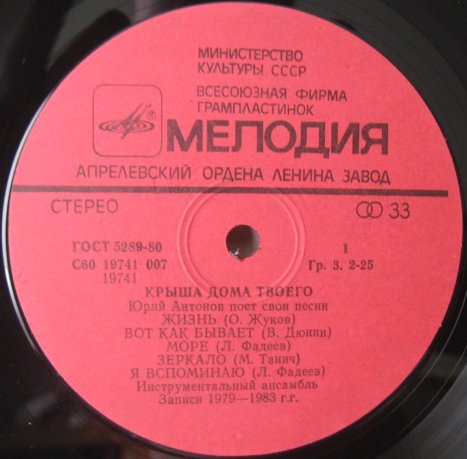 МИНИСТЕРСТВО
КУЛЬТУРЫ СССР
ВСЕСОЮЗНАЯ ФИРМА
ГРАМПЛАСТИНОК
МЕЛОДИЯ
АПРЕЛЕВСКИЙ ОРДЕНА ЛЕНИНА ЗАВОД
СТЕРЕО 33
ГОСТ 5289-80 1
С60 19741 007 Гр. 3. 2-25
19741
КРЫША ДОМА ТВОЕГО
Юрий Антонов поет свои песни
ЖИЗНЬ (О. Жуков)
ВОТ КАК БЫВАЕТ (В. Дюнин)
МОРЕ (Л. Фадеев)
ЗЕРКАЛО (М. Танич)
Я ВСПОМИНАЮ (Л. Фадеев)
Инструментальный ансамбль
Записи 1979—1983 г.г.